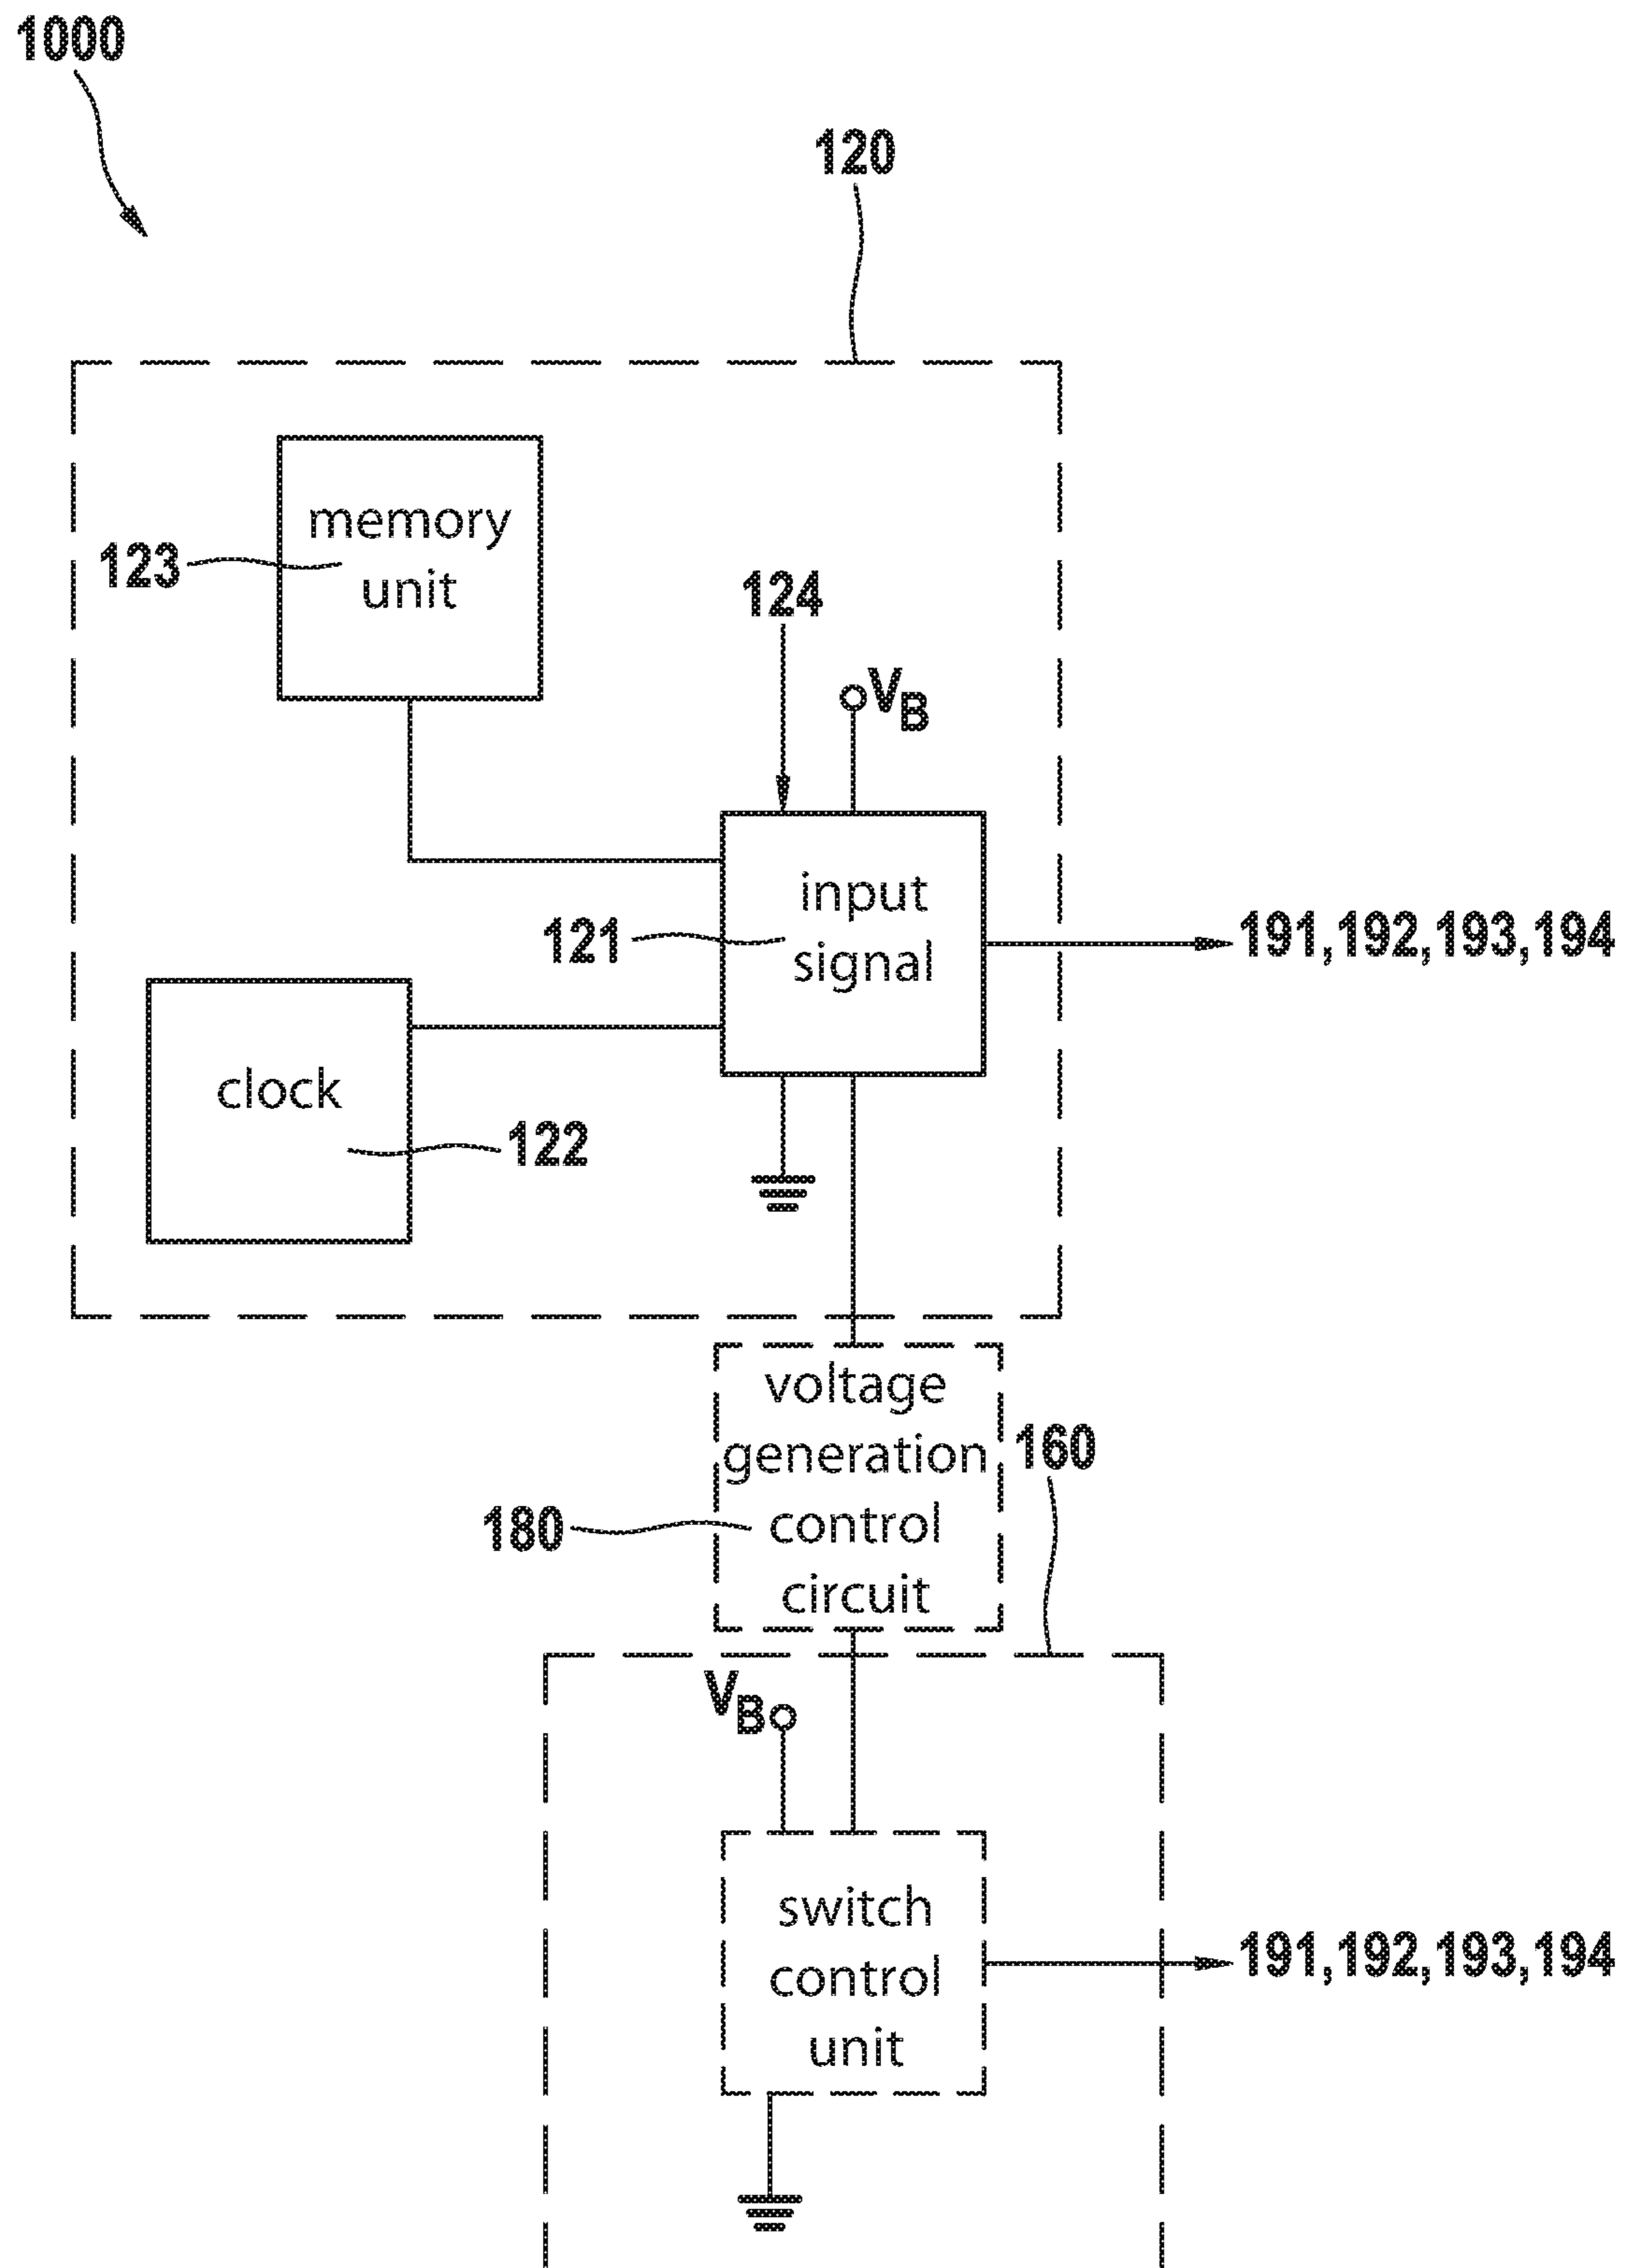 1000
120
memory
unit
123
124
VB
input
signal
121
191,192,193,194
clock
122
voltage
generation
control
circuit
160
180
VB
switch
control
unit
191,192,193,194